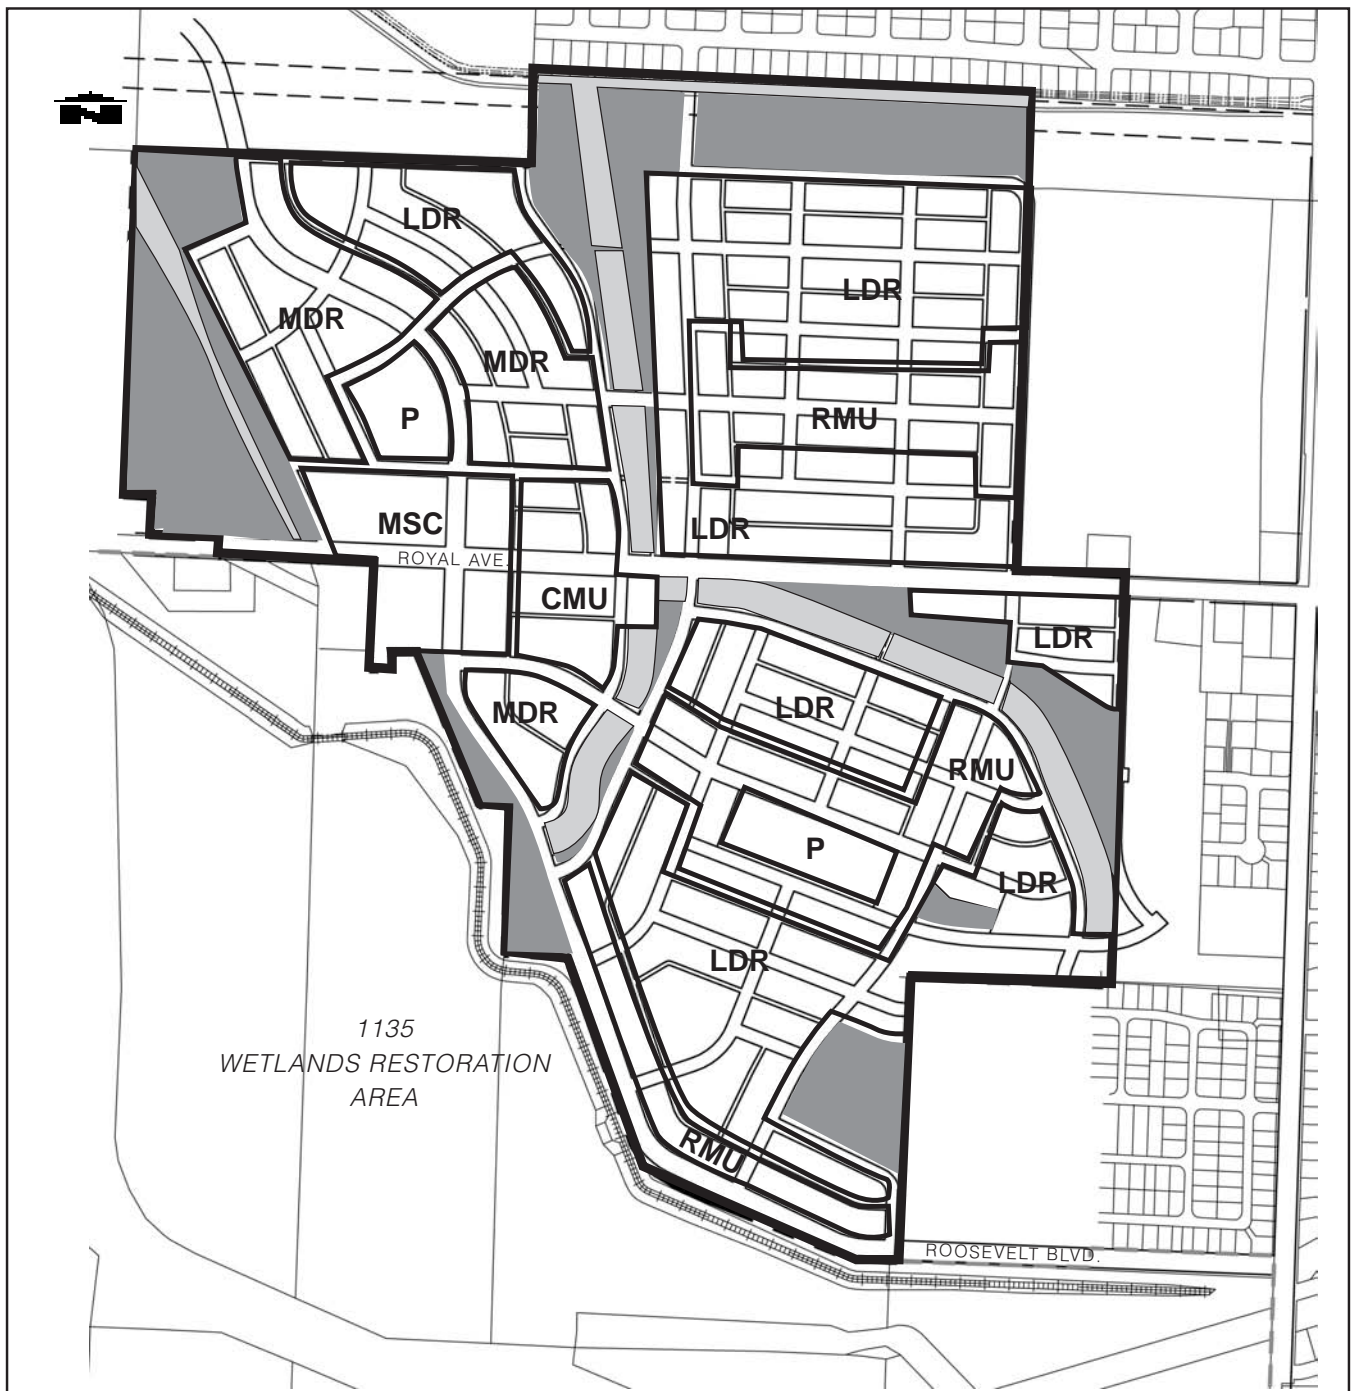 N
LDR
LDR
MDR
MDR
P
RMU
MSC
LDR
ROYAL AVE.
CMU
LDR
MDR
LDR
RMU
P
LDR
LDR
1135
WETLANDS RESTORATION
AREA
RMU
ROOSEVELT BLVD.